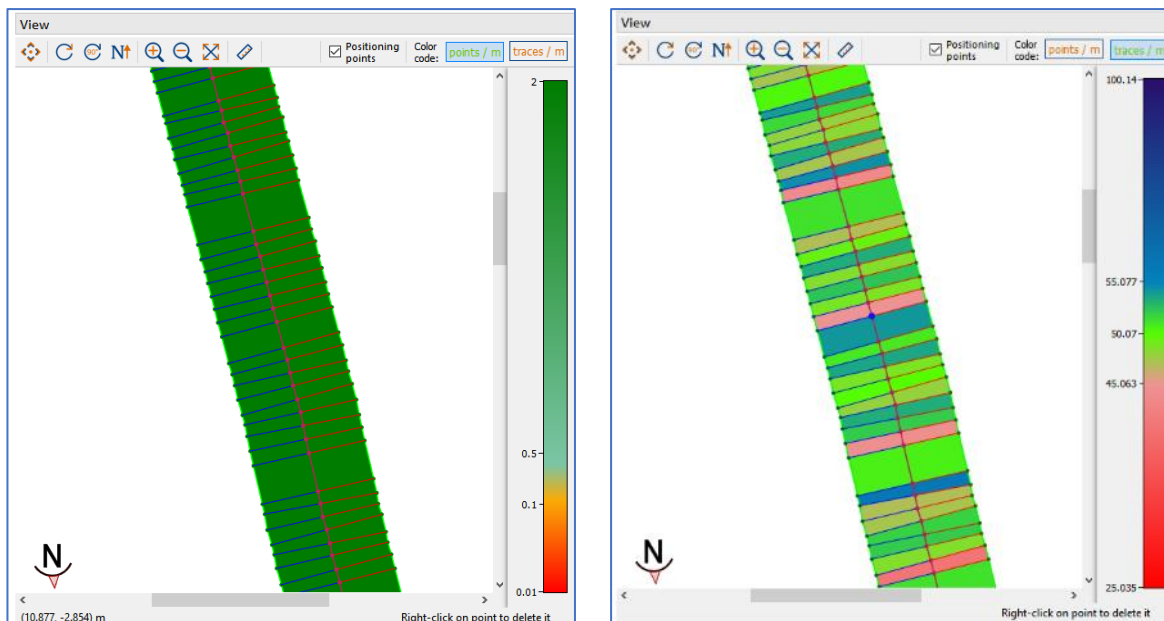 View
90° N
Positioning points
Color code:
points / m
traces / m
2
0.5
0.1
0.01
N
(10.877, -2.854) m
Right-click on point to delete it
View
90° N
Positioning points
Color code:
points / m
traces / m
100.14
55.077
50.07
45.063
25.035
N
Right-click on point to delete it